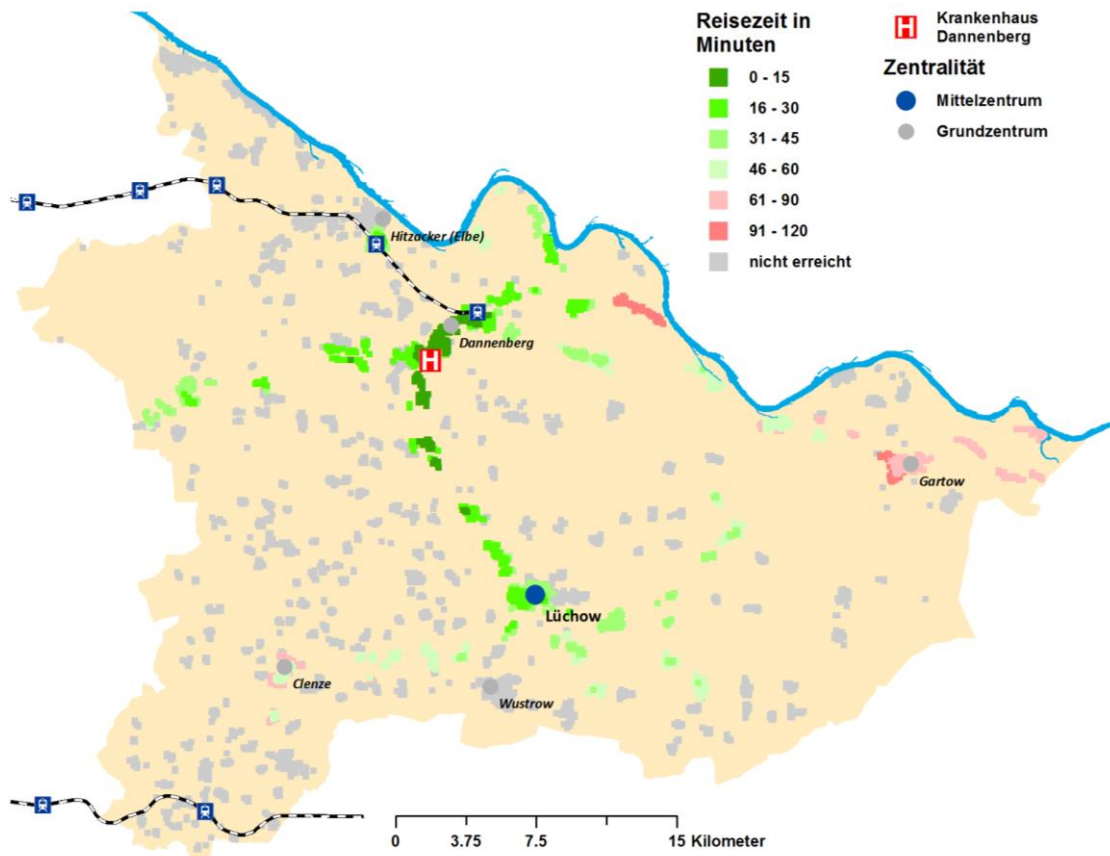 Reisezeit in
Minuten
0 - 15
16 - 30
31 - 45
46 - 60
61 - 90
91 - 120
nicht erreicht
H
Krankenhaus
Dannenberg
Zentralität
Mittelzentrum
Grundzentrum
Hitzacker (Elbe)
Dannenberg
H
Gartow
Lüchow
Clenze
Wustrow
0 3.75 7.5 15 Kilometer